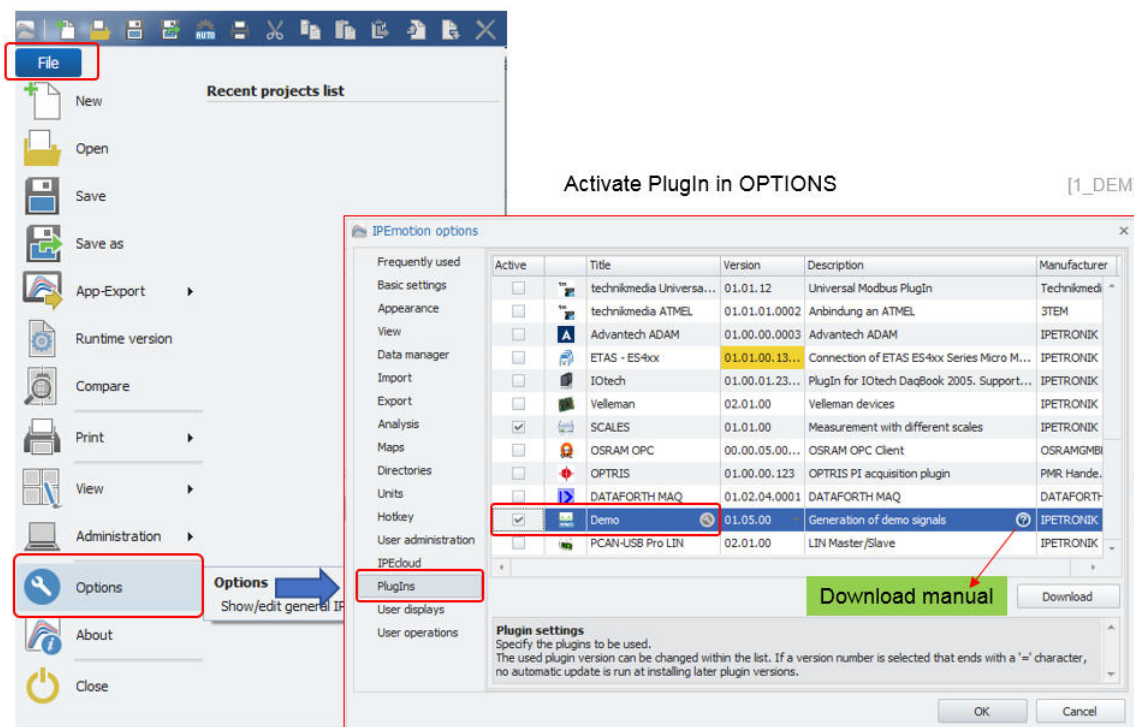 AUTO
File
Recent projects list
New
Open
Save
Save as
App-Export
Runtime version
Compare
Print
View
Administration
Options
About
Close
Options
Show/edit general IP
Activate PlugIn in OPTIONS
[1_DEM
IPEmotion options
Frequently used
Basic settings
Appearance
View
Data manager
Import
Export
Analysis
Maps
Directories
Units
Hotkey
User administration
IPEcloud
PlugIns
User displays
User operations
Active Title Version Description Manufacturer
technikmedia Universa... 01.01.12 Universal Modbus PlugIn Technikmedi
technikmedia ATMEL 01.01.01.0002 Anbindung an ATMEL 3TEM
Advantech ADAM 01.00.00.0003 Advantech ADAM IPETRONIK
ETAS - ES4xx 01.01.00.13... Connection of ETAS ES4xx Series Micro M... IPETRONIK
IOtech 01.00.01.23... PlugIn for IOtech DaqBook 2005. Support... IPETRONIK
Velleman 02.01.00 Velleman devices IPETRONIK
SCALES 01.01.00 Measurement with different scales IPETRONIK
OSRAM OPC 00.00.05.00... OSRAM OPC Client OSRAMGMB
OPTRIS 01.00.00.123 OPTRIS PI acquisition plugin PMR Hande.
DATAFORTH MAQ 01.02.04.0001 DATAFORTH MAQ DATAFORTH
Demo 01.05.00 Generation of demo signals IPETRONIK
PCAN-USB Pro LIN 02.01.00 LIN Master/Slave IPETRONIK
Download manual
Download
Plugin settings
Specify the plugins to be used.
The used plugin version can be changed within the list. If a version number is selected that ends with a '=' character,
no automatic update is run at installing later plugin versions.
OK Cancel